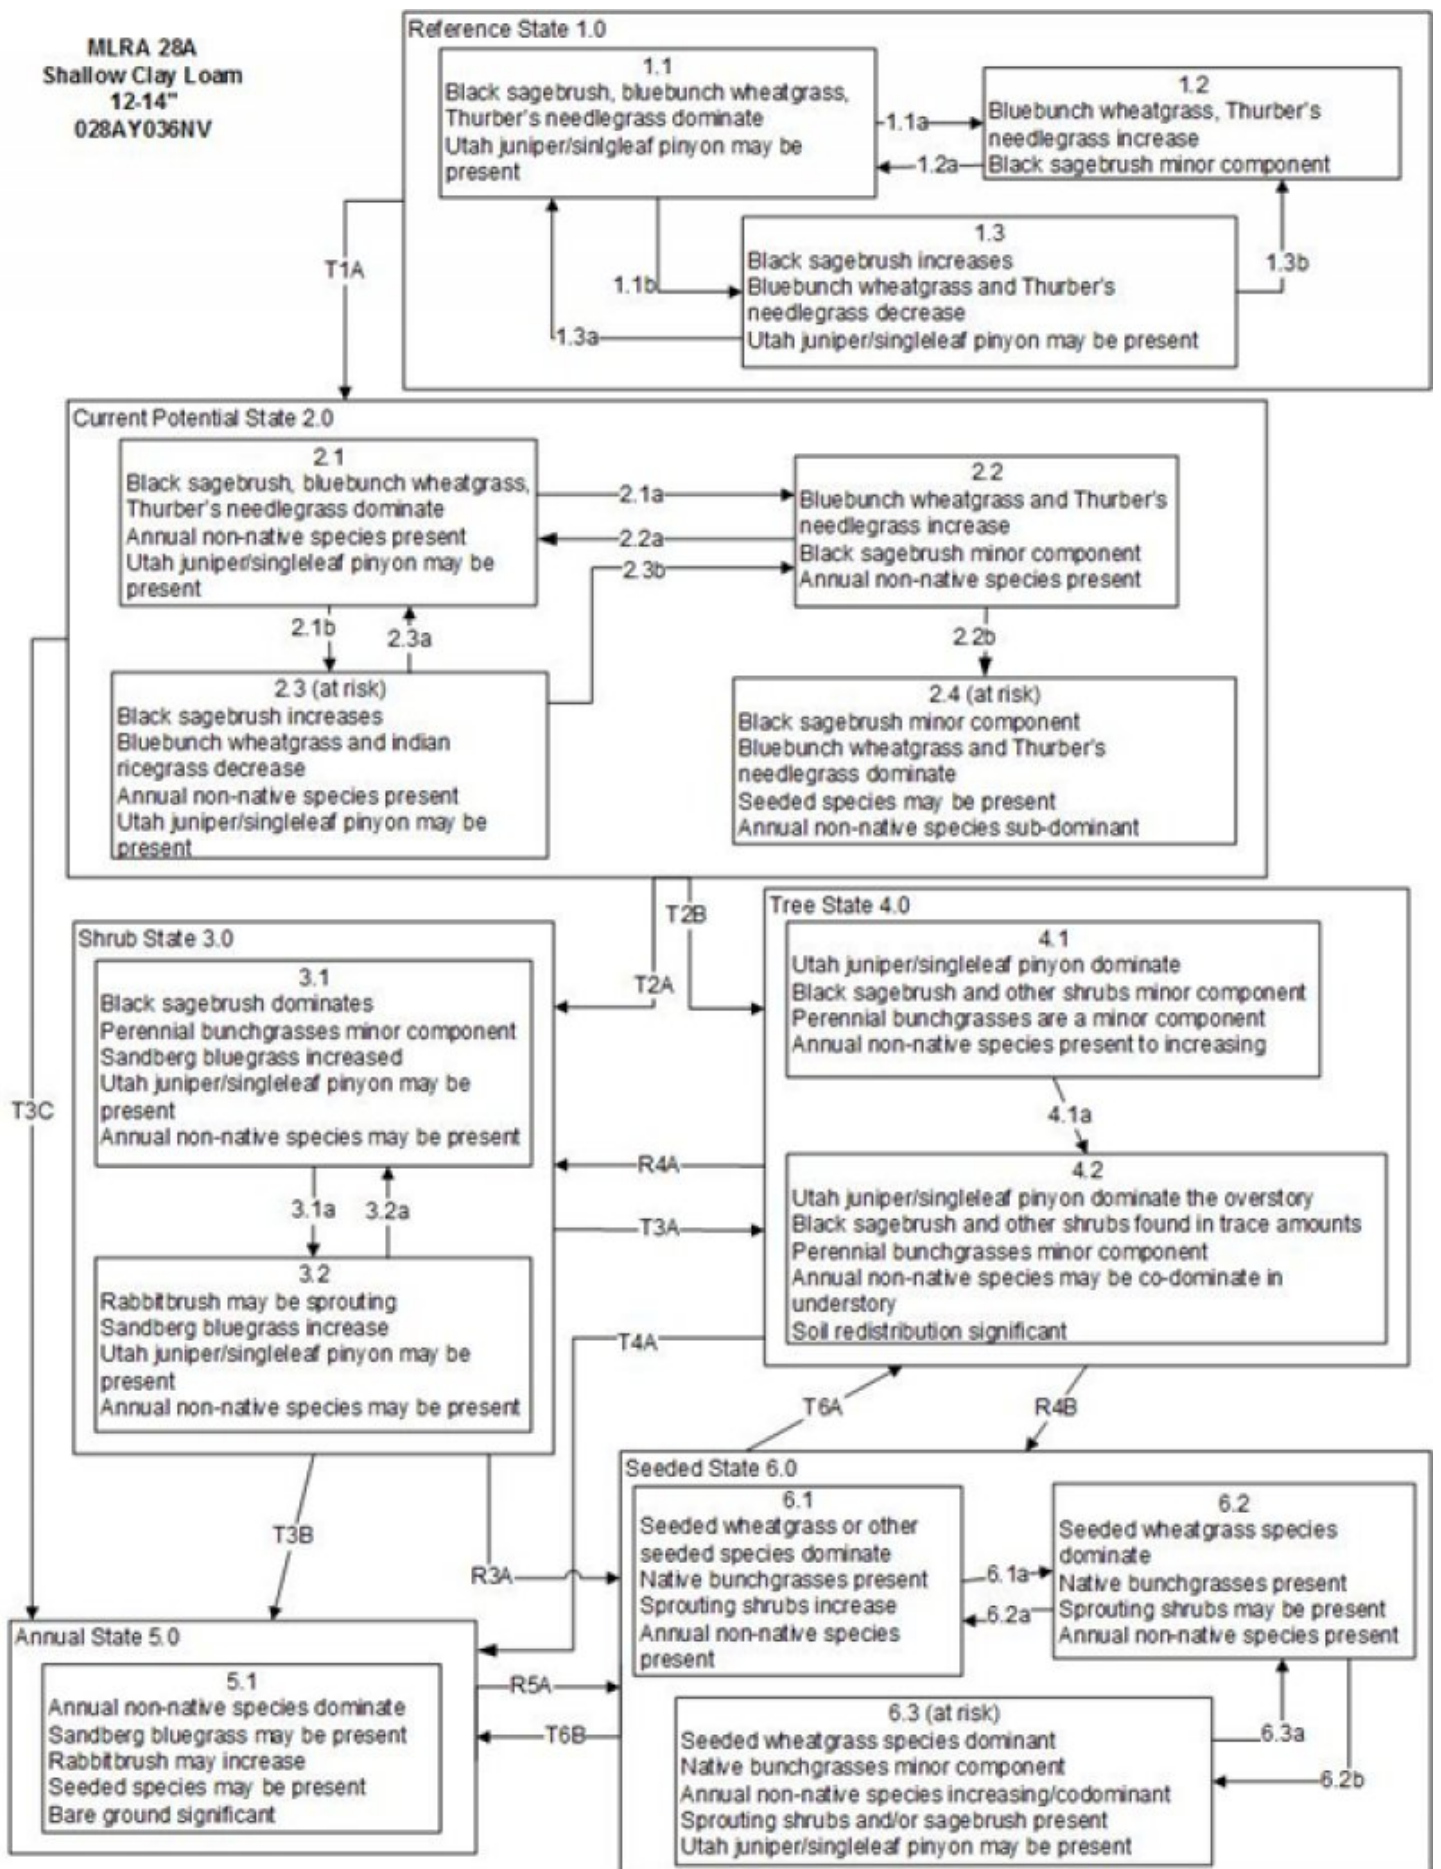 MLRA 28A
Shallow Clay Loam
12-14"
028AY036NV
Reference State 1.0
1.1
Black sagebrush, bluebunch wheatgrass,
Thurber's needlegrass dominate
Utah juniper/sinlgleaf pinyon may be
present
1.1a
1.2a
1.2
Bluebunch wheatgrass, Thurber's
needlegrass increase
Black sagebrush minor component
1.3
Black sagebrush increases
Bluebunch wheatgrass and Thurber's
needlegrass decrease
Utah juniper/singleleaf pinyon may be present
1.1b
1.3a
1.3b
T1A
Current Potential State 2.0
2.1
Black sagebrush, bluebunch wheatgrass,
Thurber's needlegrass dominate
Annual non-native species present
Utah juniper/singleleaf pinyon may be
present
2.1a
2.2a
2.3b
2.2
Bluebunch wheatgrass and Thurber's
needlegrass increase
Black sagebrush minor component
Annual non-native species present
2.1b
2.3a
2.2b
2.3 (at risk)
Black sagebrush increases
Bluebunch wheatgrass and indian
ricegrass decrease
Annual non-native species present
Utah juniper/singleleaf pinyon may be
present
2.4 (at risk)
Black sagebrush minor component
Bluebunch wheatgrass and Thurber's
needlegrass dominate
Seeded species may be present
Annual non-native species sub-dominant
T2B
T2A
T3C
Shrub State 3.0
3.1
Black sagebrush dominates
Perennial bunchgrasses minor component
Sandberg bluegrass increased
Utah juniper/singleleaf pinyon may be
present
Annual non-native species may be present
3.1a
3.2a
3.2
Rabbitbrush may be sprouting
Sandberg bluegrass increase
Utah juniper/singleleaf pinyon may be
present
Annual non-native species may be present
Tree State 4.0
4.1
Utah juniper/singleleaf pinyon dominate
Black sagebrush and other shrubs minor component
Perennial bunchgrasses are a minor component
Annual non-native species present to increasing
4.1a
4.2
Utah juniper/singleleaf pinyon dominate the overstory
Black sagebrush and other shrubs found in trace amounts
Perennial bunchgrasses minor component
Annual non-native species may be co-dominate in
understory
Soil redistribution significant
R4A
T3A
T4A
T6A
R4B
T3B
R3A
Annual State 5.0
5.1
Annual non-native species dominate
Sandberg bluegrass may be present
Rabbitbrush may increase
Seeded species may be present
Bare ground significant
R5A
T6B
Seeded State 6.0
6.1
Seeded wheatgrass or other
seeded species dominate
Native bunchgrasses present
Sprouting shrubs increase
Annual non-native species
present
6.1a
6.2a
6.2
Seeded wheatgrass species
dominate
Native bunchgrasses present
Sprouting shrubs may be present
Annual non-native species present
6.3 (at risk)
Seeded wheatgrass species dominant
Native bunchgrasses minor component
Annual non-native species increasing/codominant
Sprouting shrubs and/or sagebrush present
Utah juniper/singleleaf pinyon may be present
6.3a
6.2b